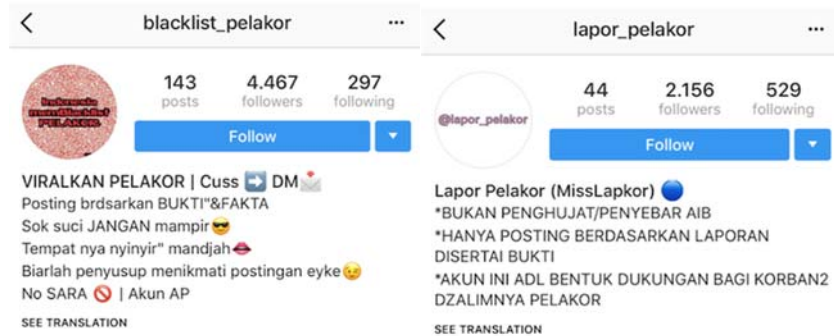 blacklist_pelakor
Indonesia
memBlacklist
PELAKOR.
143 4.467 297
posts followers following
Follow
VIRALKAN PELAKOR | Cuss ➡️ DM📩
Posting brdsarkan BUKTI"&FAKTA
Sok suci JANGAN mampir😎
Tempat nya nyinyir" mandjah👄
Biarlah penyusup menikmati postingan eyke😉
No SARA 🚫 | Akun AP
SEE TRANSLATION
lapor_pelakor
@lapor_pelakor
44 2.156 529
posts followers following
Follow
Lapor Pelakor (MissLapkor) 🔵
*BUKAN PENGHUJAT/PENYEBAR AIB
*HANYA POSTING BERDASARKAN LAPORAN
DISERTAI BUKTI
*AKUN INI ADL BENTUK DUKUNGAN BAGI KORBAN2
DZALIMNYA PELAKOR
SEE TRANSLATION